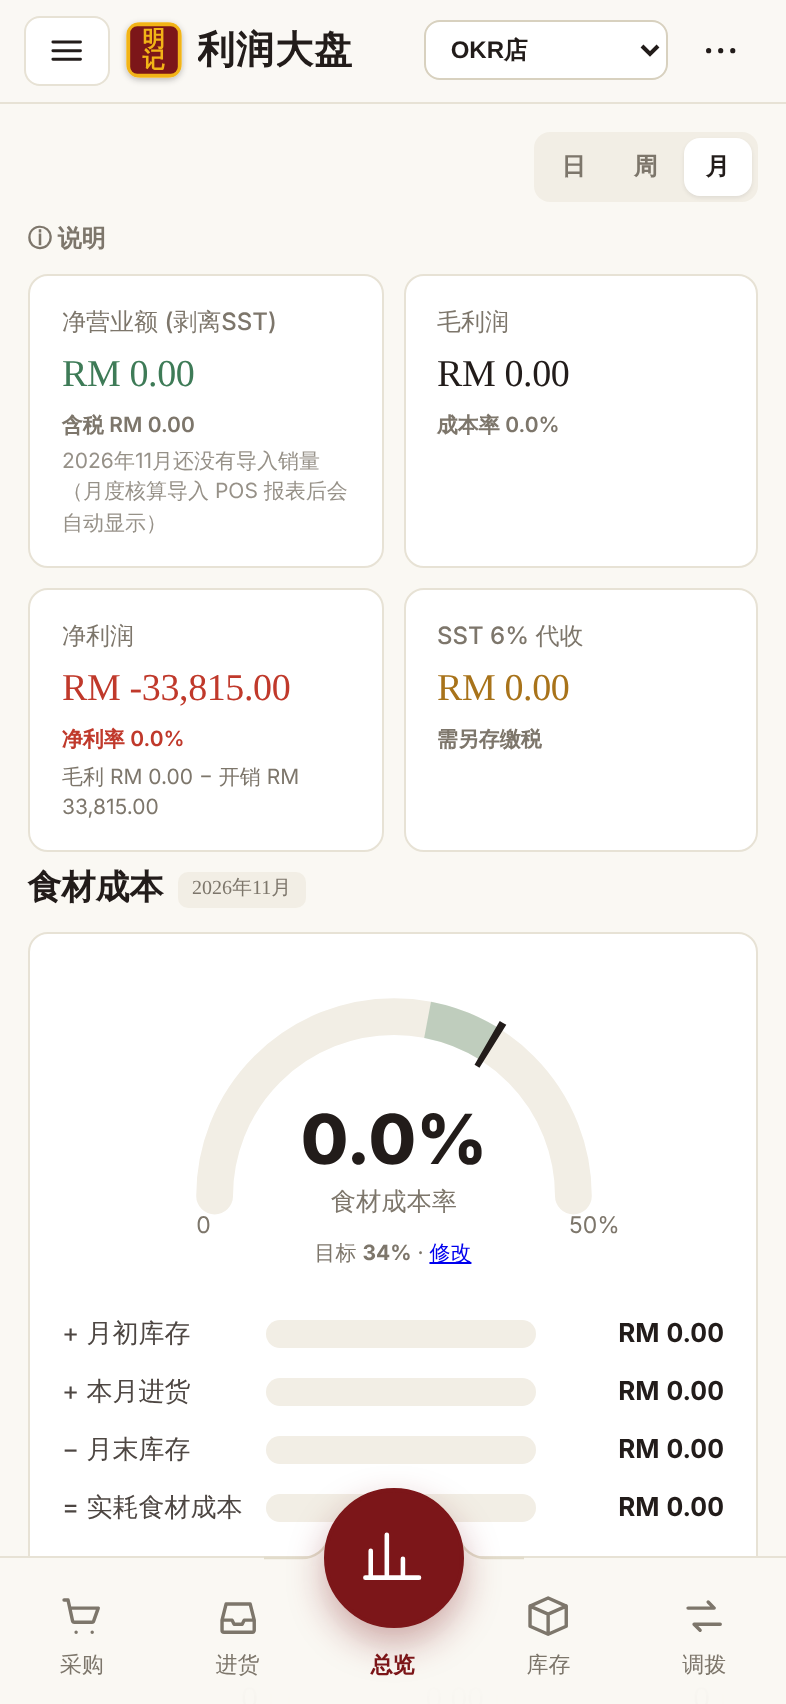 明记
利润大盘
OKR店
日 周 月
ⓘ 说明
净营业额 (剥离SST)
RM 0.00
含税 RM 0.00
2026年11月还没有导入销量
（月度核算导入 POS 报表后会
自动显示）
毛利润
RM 0.00
成本率 0.0%
净利润
RM -33,815.00
净利率 0.0%
毛利 RM 0.00 − 开销 RM
33,815.00
SST 6% 代收
RM 0.00
需另存缴税
食材成本 2026年11月
0.0%
食材成本率
0 50%
目标 34% · 修改
+ 月初库存 RM 0.00
+ 本月进货 RM 0.00
− 月末库存 RM 0.00
= 实耗食材成本 RM 0.00
采购 进货 总览 库存 调拨